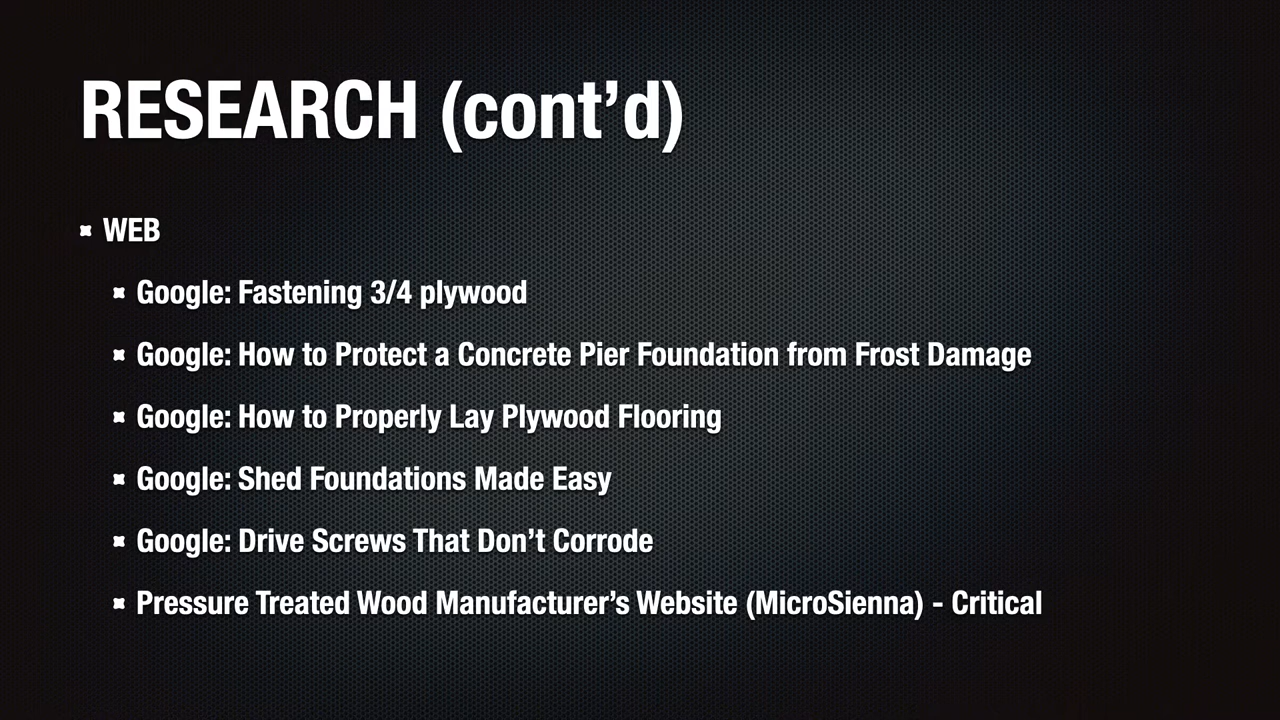 RESEARCH (cont’d)
WEB
Google: Fastening 3/4 plywood
Google: How to Protect a Concrete Pier Foundation from Frost Damage
Google: How to Properly Lay Plywood Flooring
Google: Shed Foundations Made Easy
Google: Drive Screws That Don’t Corrode
Pressure Treated Wood Manufacturer’s Website (MicroSienna) - Critical